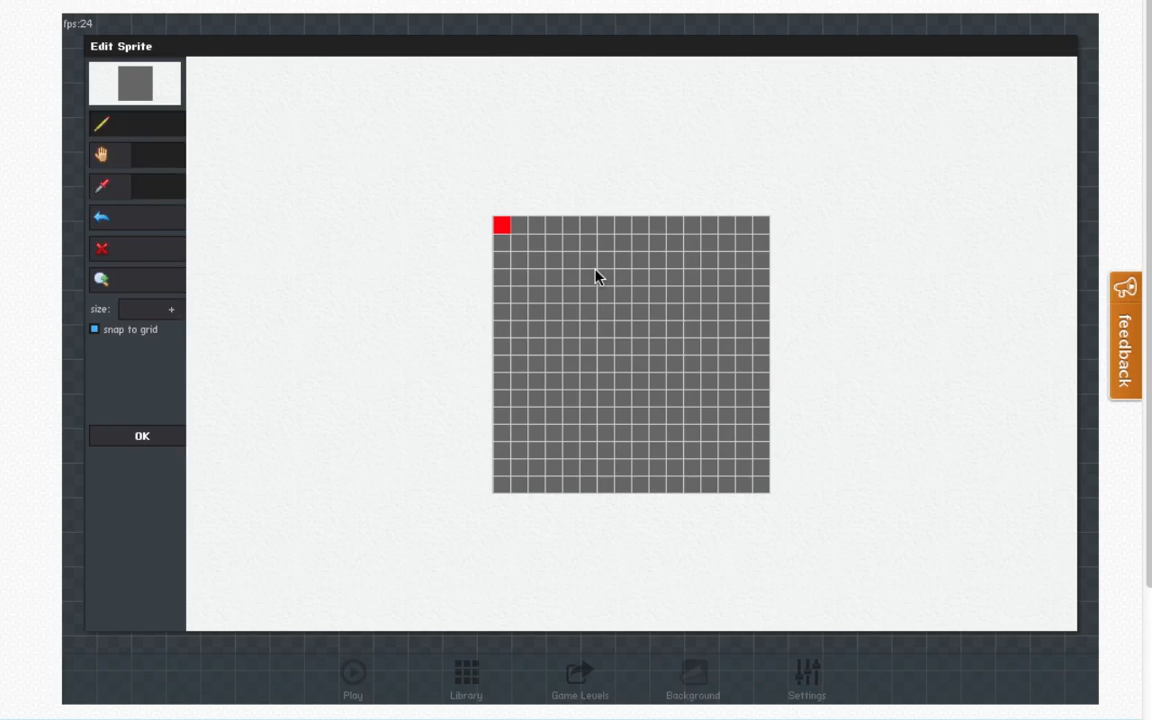 fps:24
Edit Sprite
size: +
snap to grid
OK
feedback
Play
Library
Game Levels
Background
Settings